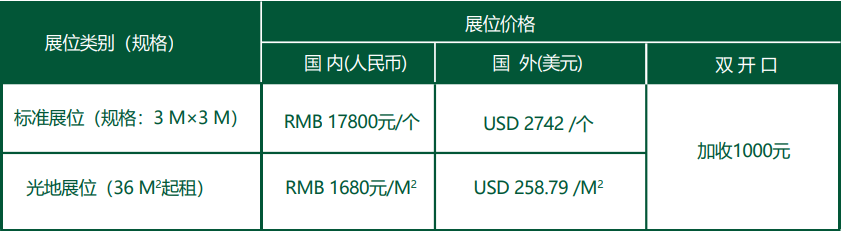 展位类别（规格）
展位价格
国内(人民币)
国 外(美元)
双开口
标准展位（规格：3 M×3 M）
RMB 17800元/个
USD 2742 /个
加收1000元
光地展位（36 M²起租）
RMB 1680元/M²
USD 258.79 /M²